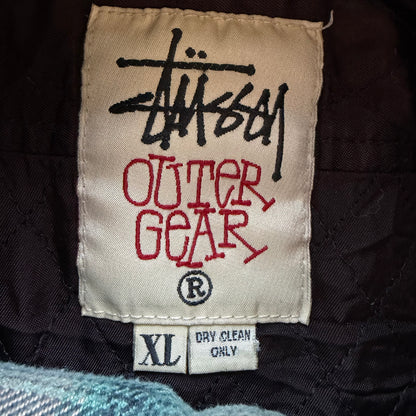 STÜSSY
OUTER
GEAR
®
XL
DRY CLEAN
ONLY